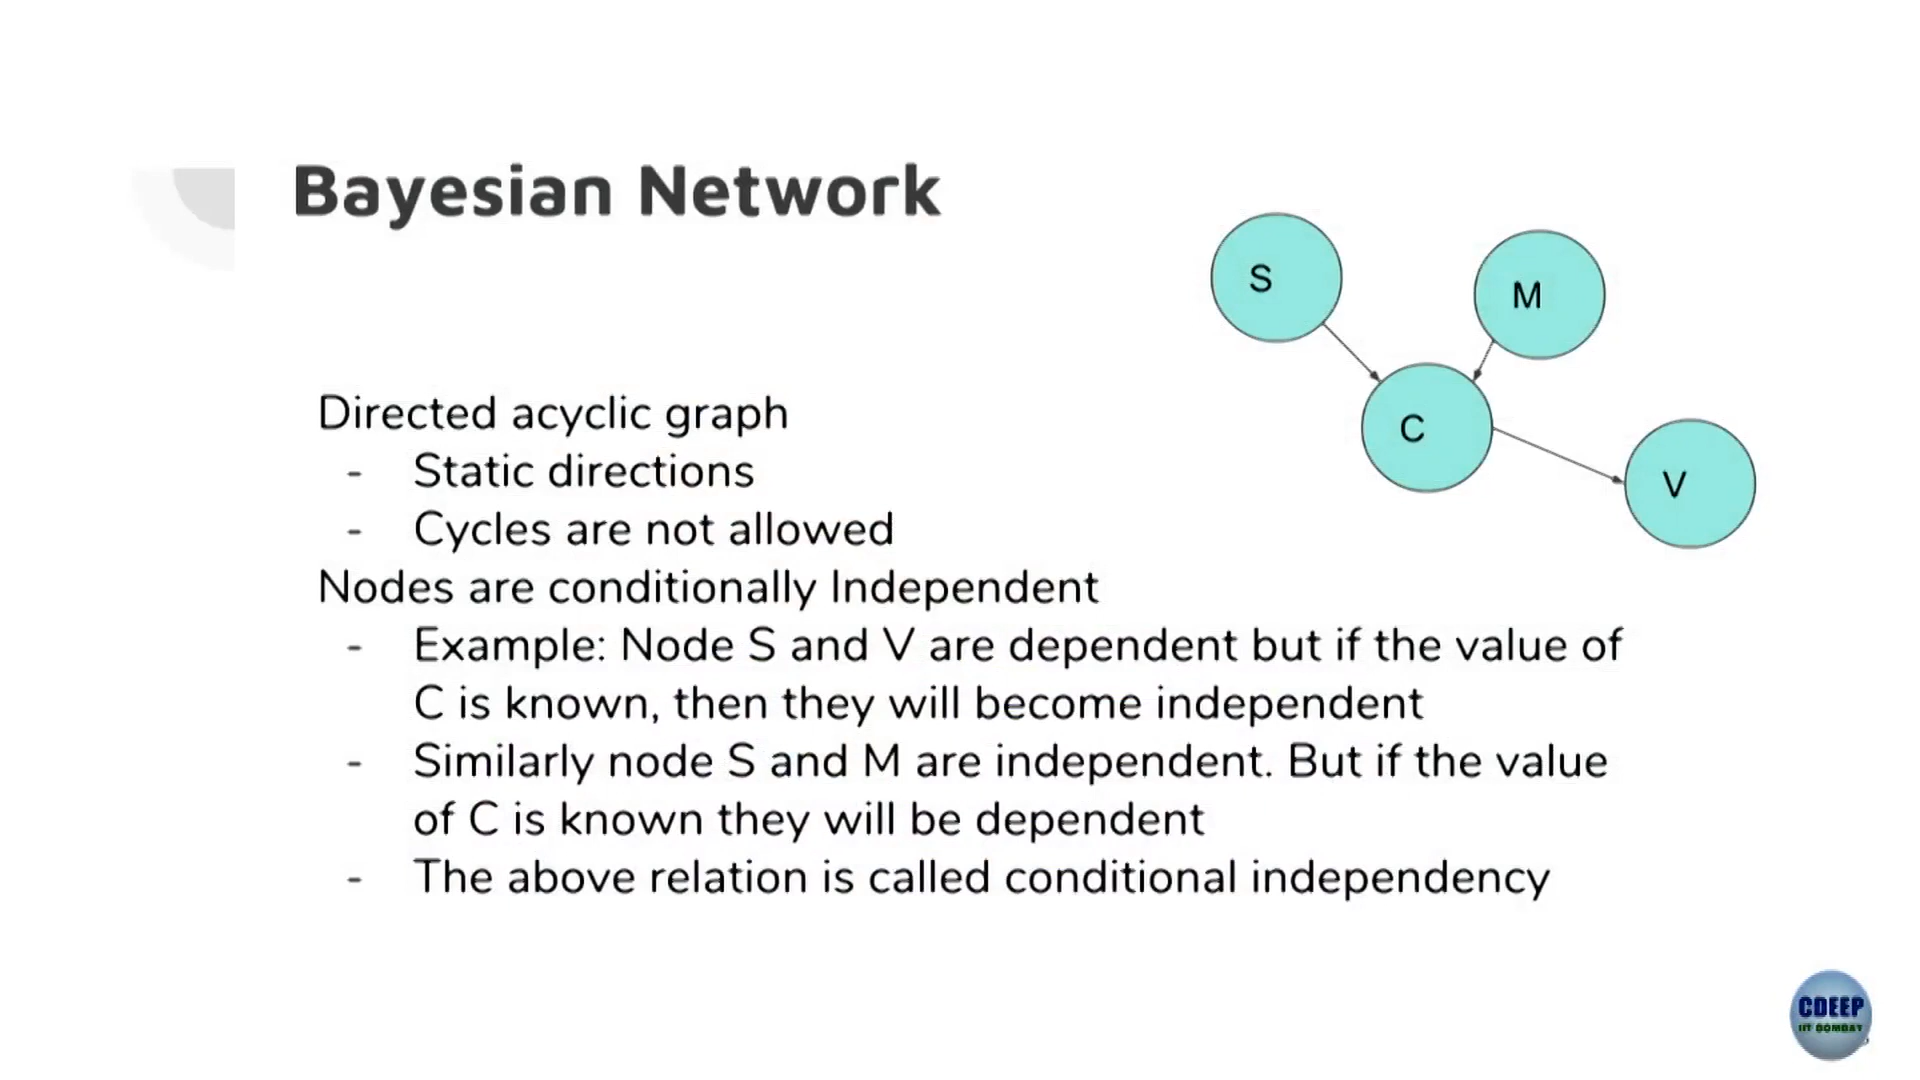 Bayesian Network
S
M
C
V
Directed acyclic graph
- Static directions
- Cycles are not allowed
Nodes are conditionally Independent
- Example: Node S and V are dependent but if the value of
C is known, then they will become independent
- Similarly node S and M are independent. But if the value
of C is known they will be dependent
- The above relation is called conditional independency
CDEEP
IIT BOMBAY